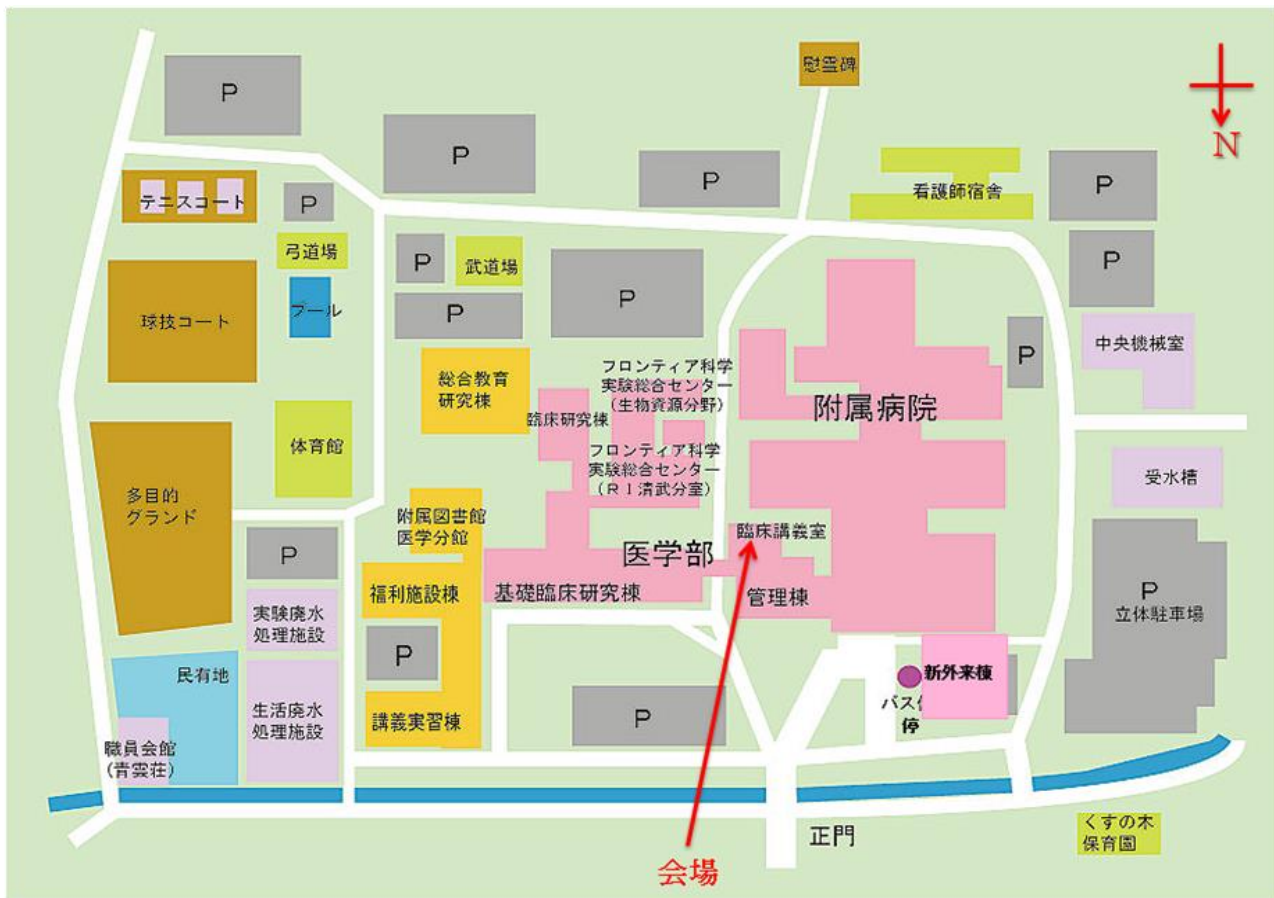 慰霊碑
P
N
P
P
看護師宿舎
P
テニスコート
P
弓道場
P
武道場
P
P
プール
球技コート
P
中央機械室
P
総合教育
研究棟
フロンティア科学
実験総合センター
(生物資源分野)
臨床研究棟
附属病院
体育館
フロンティア科学
実験総合センター
(RI清武分室)
受水槽
多目的
グランド
附属図書館
医学分館
臨床講義室
医学部
P
福利施設棟
基礎臨床研究棟
管理棟
P
立体駐車場
実験廃水
処理施設
P
民有地
新外来棟
生活廃水
処理施設
講義実習棟
P
バス停
停
職員会館
(青雲荘)
正門
くすの木
保育園
会場